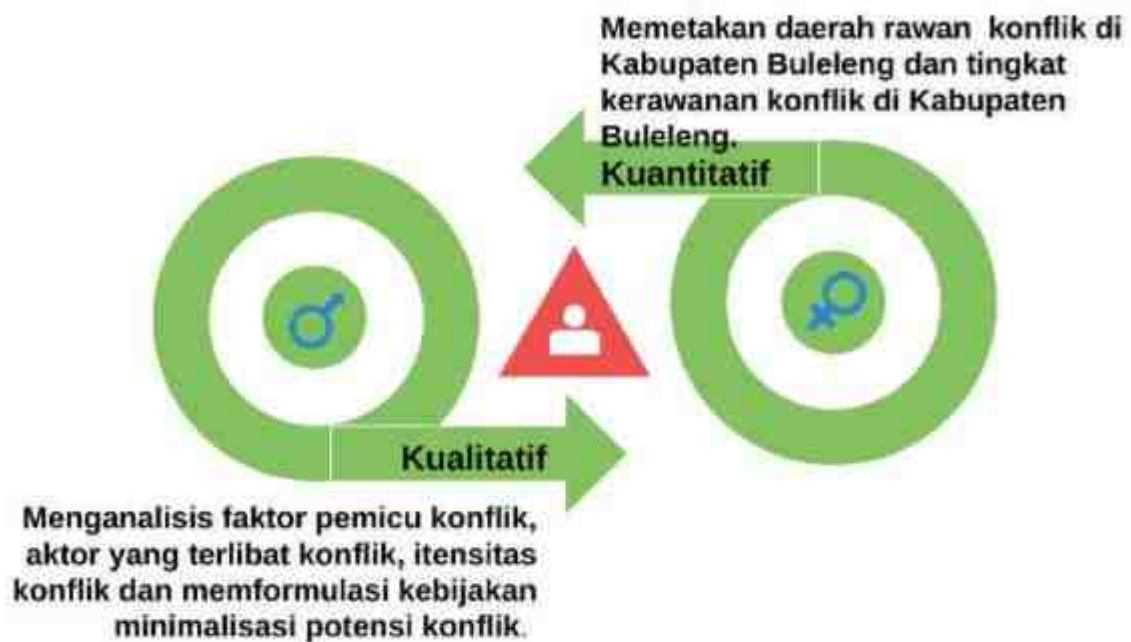 Memetakan daerah rawan konflik di
Kabupaten Buleleng dan tingkat
kerawanan konflik di Kabupaten
Buleleng.
Kuantitatif
Kualitatif
Menganalisis faktor pemicu konflik,
aktor yang terlibat konflik, itensitas
konflik dan memformulasi kebijakan
minimalisasi potensi konflik.